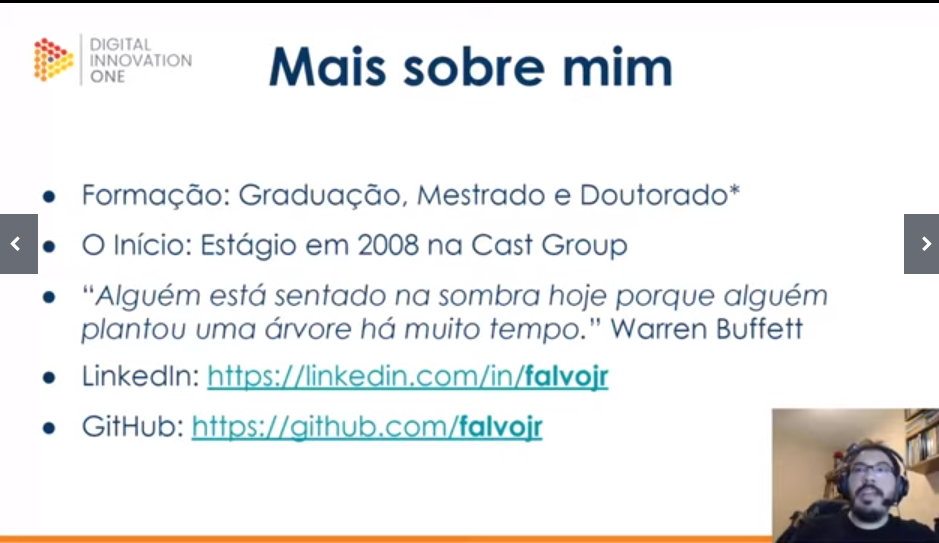 DIGITAL
INNOVATION
ONE
Mais sobre mim
● Formação: Graduação, Mestrado e Doutorado*
● O Início: Estágio em 2008 na Cast Group
● “Alguém está sentado na sombra hoje porque alguém
plantou uma árvore há muito tempo.” Warren Buffett
● LinkedIn: https://linkedin.com/in/falvojr
● GitHub: https://github.com/falvojr